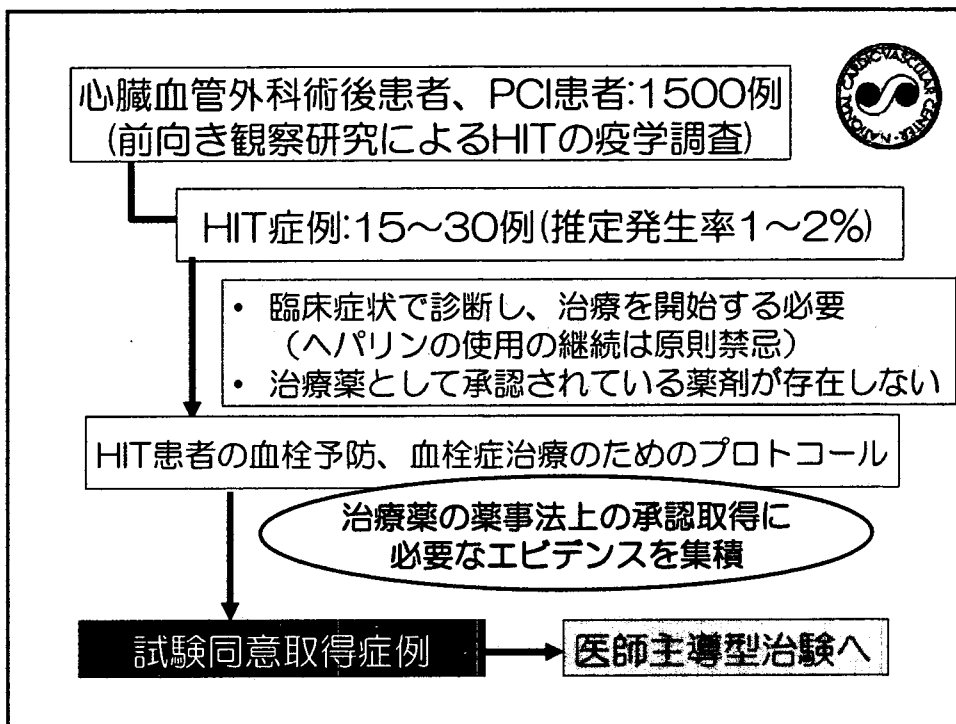 心臓血管外科術後患者、PCI患者:1500例
(前向き観察研究によるHITの疫学調査)
NATIONAL CARDIOVASCULAR CENTER
HIT症例:15～30例(推定発生率1～2%)
• 臨床症状で診断し、治療を開始する必要
(ヘパリンの使用の継続は原則禁忌)
• 治療薬として承認されている薬剤が存在しない
HIT患者の血栓予防、血栓症治療のためのプロトコール
治療薬の薬事法上の承認取得に
必要なエビデンスを集積
試験同意取得症例
医師主導型治験へ